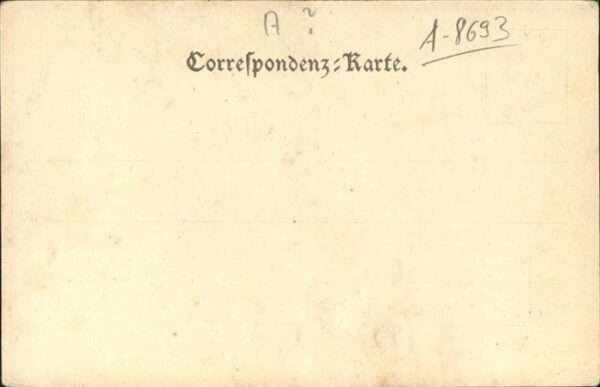 A ?
A-8693
Correspondenz-Karte.